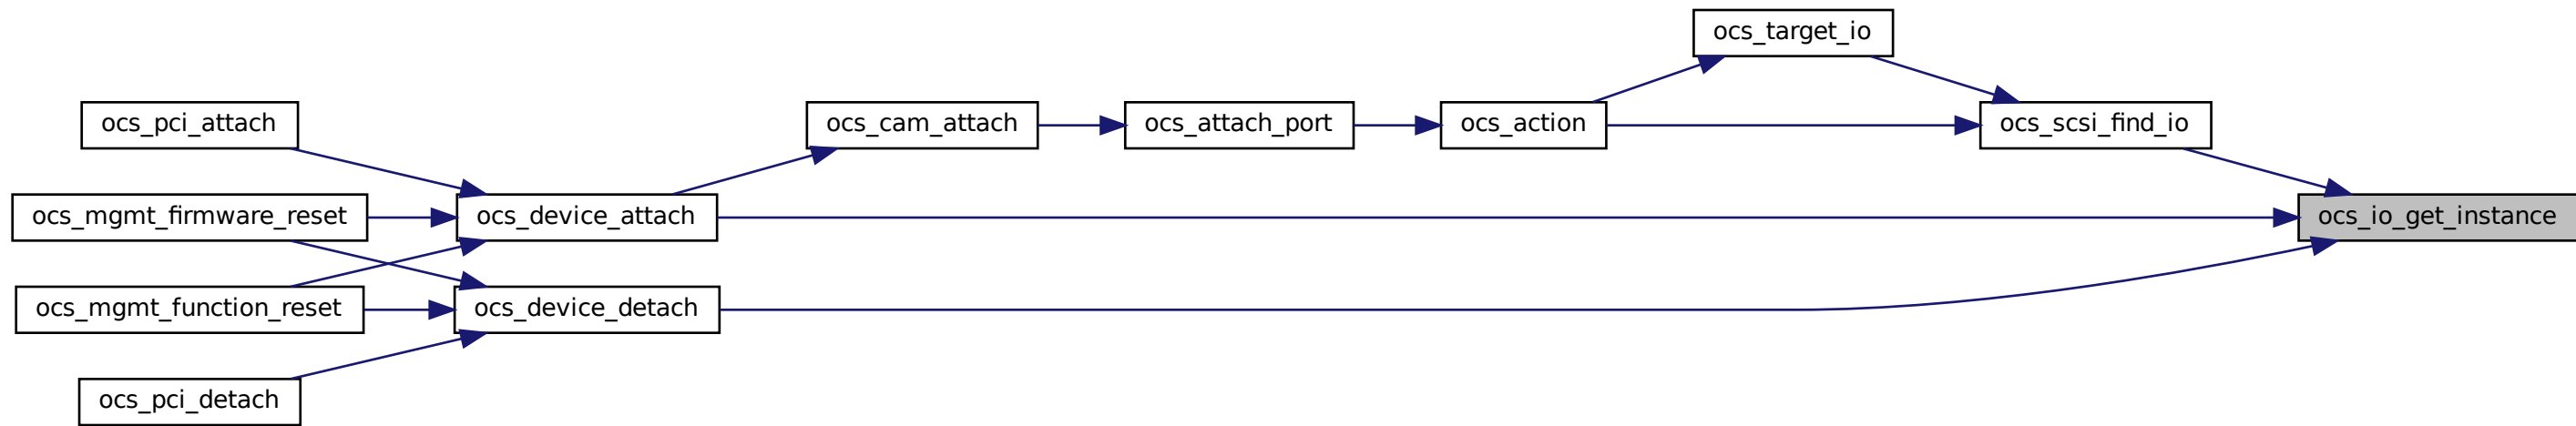 ocs_target_io
ocs_pci_attach
ocs_cam_attach
ocs_attach_port
ocs_action
ocs_scsi_find_io
ocs_mgmt_firmware_reset
ocs_device_attach
ocs_io_get_instance
ocs_mgmt_function_reset
ocs_device_detach
ocs_pci_detach